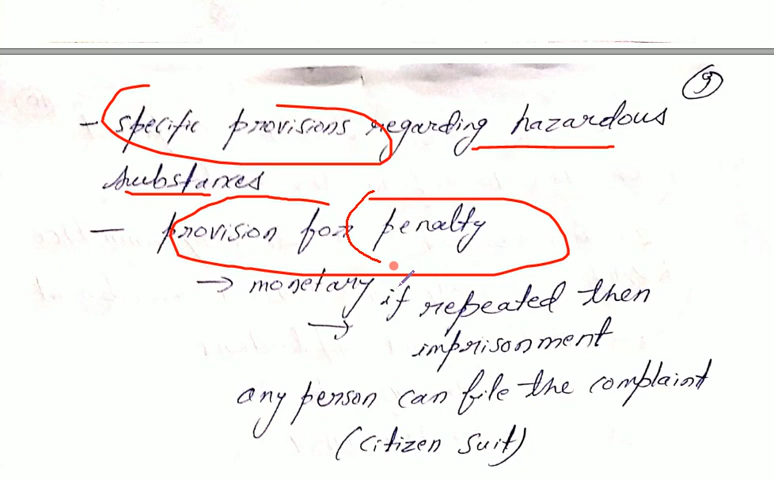 9
- specific provisions regarding hazardous
substances
- provision for penalty
→ monetary
→ if repeated then
imprisonment
any person can file the complaint
(citizen suit)